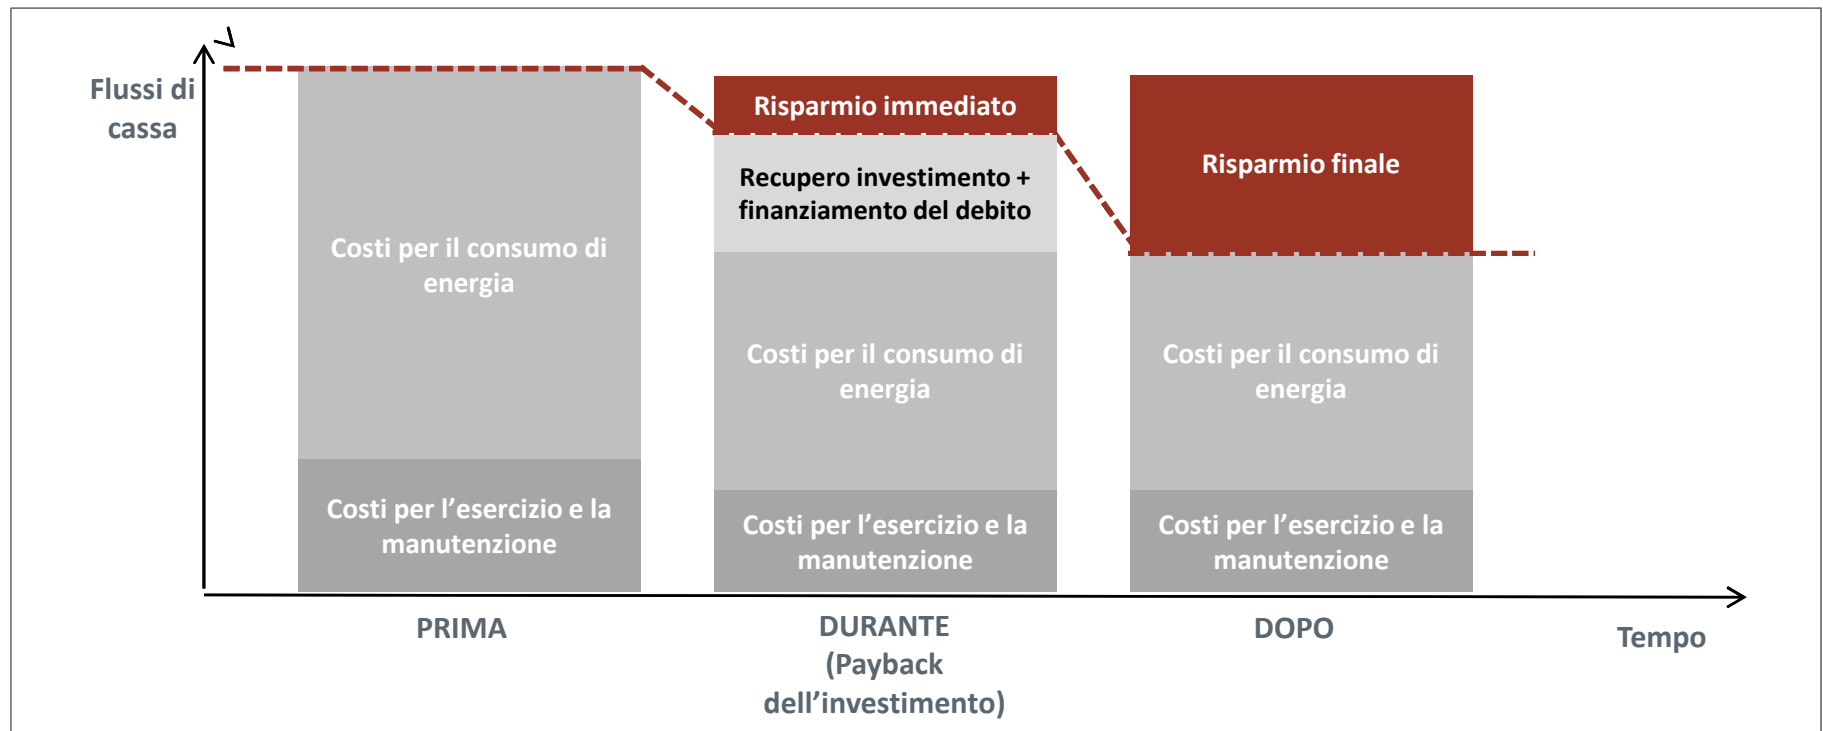 Flussi di
cassa
Costi per il consumo di
energia
Costi per l’esercizio e la
manutenzione
Risparmio immediato
Recupero investimento +
finanziamento del debito
Costi per il consumo di
energia
Costi per l’esercizio e la
manutenzione
Risparmio finale
Costi per il consumo di
energia
Costi per l’esercizio e la
manutenzione
PRIMA
DURANTE
(Payback
dell’investimento)
DOPO
Tempo